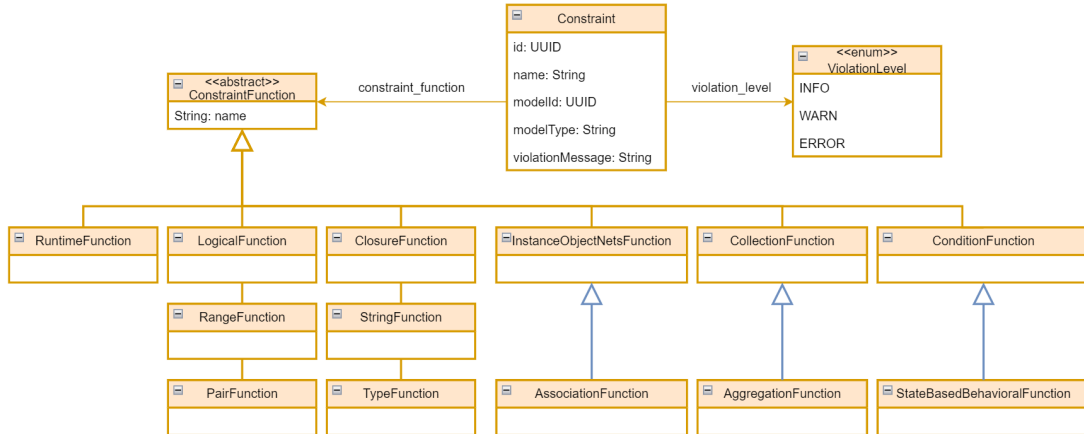 Constraint
id: UUID
name: String
modelId: UUID
modelType: String
violationMessage: String
<<abstract>>
ConstraintFunction
String: name
constraint_function
violation_level
<<enum>>
ViolationLevel
INFO
WARN
ERROR
RuntimeFunction
LogicalFunction
ClosureFunction
InstanceObjectNetsFunction
CollectionFunction
ConditionFunction
RangeFunction
StringFunction
PairFunction
TypeFunction
AssociationFunction
AggregationFunction
StateBasedBehavioralFunction